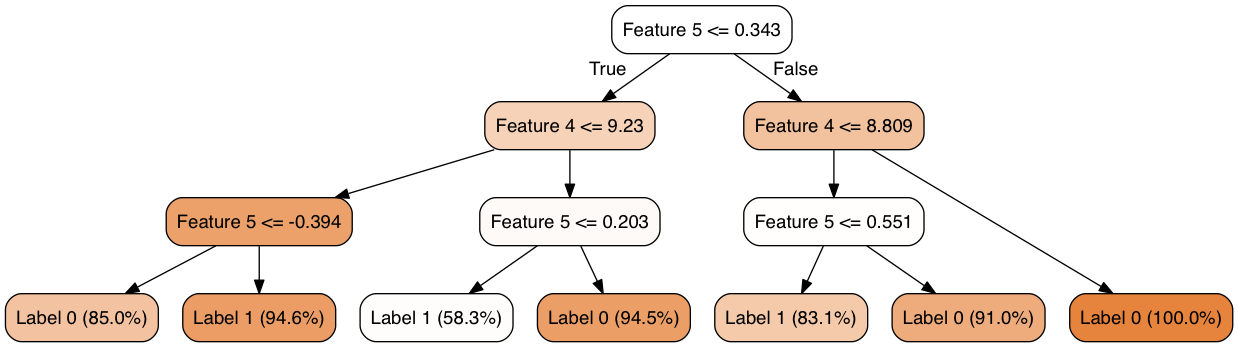 Feature 5 <= 0.343
True
False
Feature 4 <= 9.23
Feature 4 <= 8.809
Feature 5 <= -0.394
Feature 5 <= 0.203
Feature 5 <= 0.551
Label 0 (85.0%)
Label 1 (94.6%)
Label 1 (58.3%)
Label 0 (94.5%)
Label 1 (83.1%)
Label 0 (91.0%)
Label 0 (100.0%)